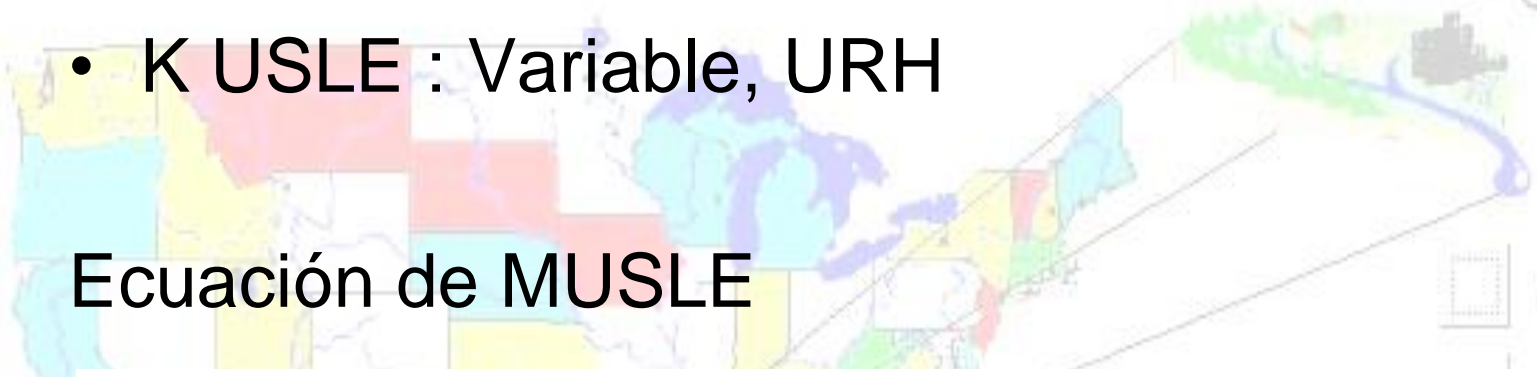 • K USLE : Variable, URH
Ecuación de MUSLE